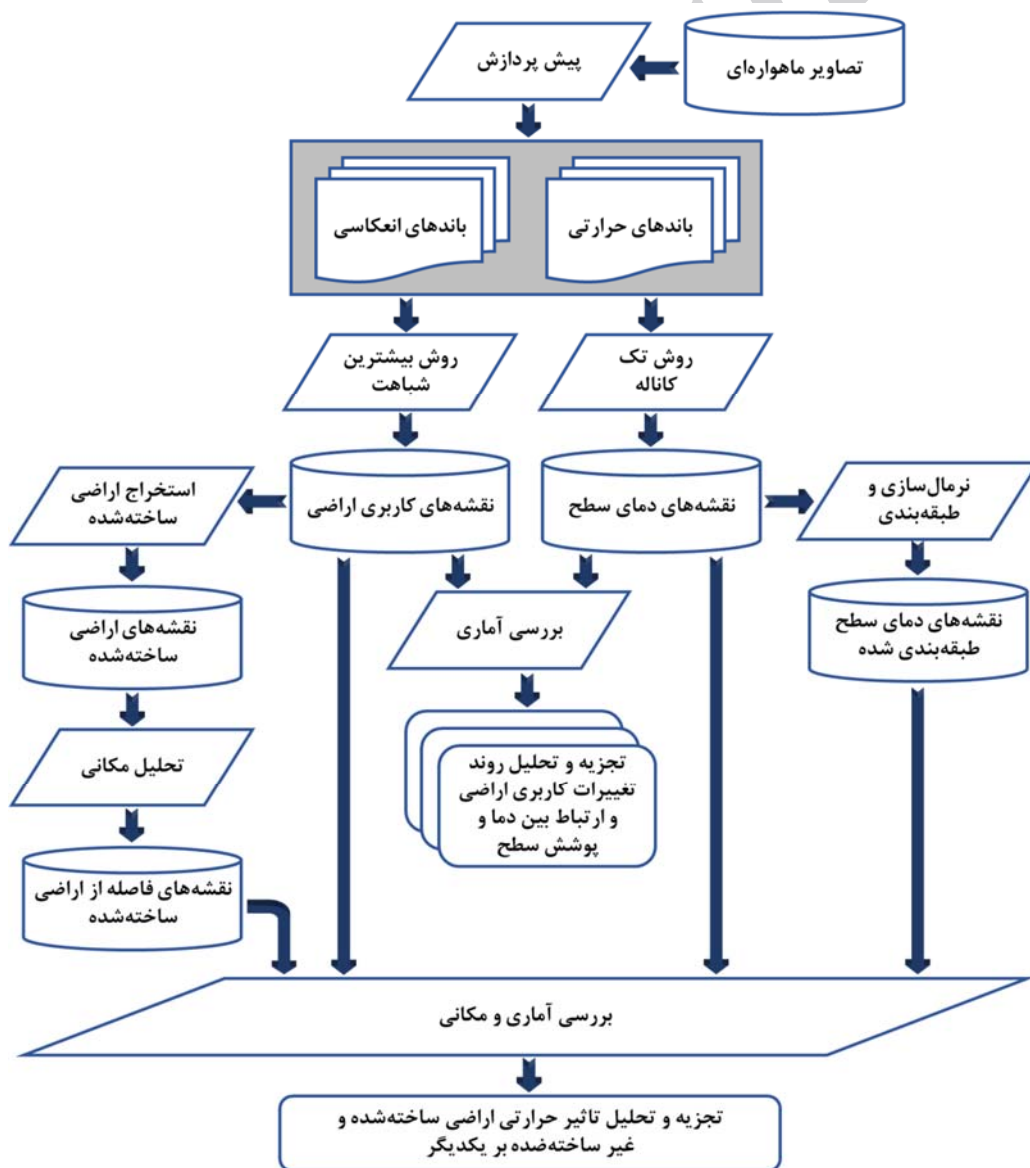 تصاویر ماهواره‌ای
پیش پردازش
باندهای حرارتی
باندهای انعکاسی
روش تک
کاناله
روش بیشترین
شباهت
نرمال‌سازی و
طبقه‌بندی
نقشه‌های دمای سطح
نقشه‌های کاربری اراضی
استخراج اراضی
ساخته‌شده
نقشه‌های دمای سطح
طبقه‌بندی شده
بررسی آماری
نقشه‌های اراضی
ساخته‌شده
تجزیه و تحلیل روند
تغییرات کاربری اراضی
و ارتباط بین دما و
پوشش سطح
تحلیل مکانی
نقشه‌های فاصله از اراضی
ساخته‌شده
بررسی آماری و مکانی
تجزیه و تحلیل تاثیر حرارتی اراضی ساخته‌شده و
غیر ساخته‌ضده بر یکدیگر